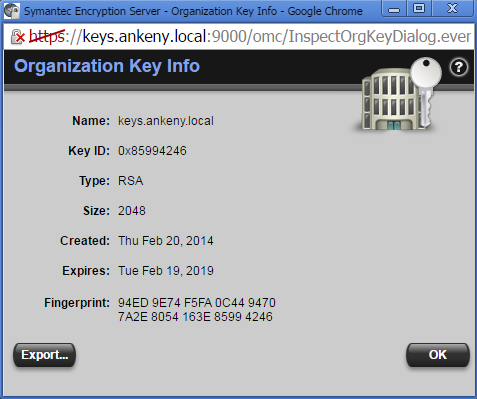 Symantec Encryption Server - Organization Key Info - Google Chrome
https://keys.ankeny.local:9000/omc/InspectOrgKeyDialog.ever
Organization Key Info
?
Name: keys.ankeny.local
Key ID: 0x85994246
Type: RSA
Size: 2048
Created: Thu Feb 20, 2014
Expires: Tue Feb 19, 2019
Fingerprint: 94ED 9E74 F5FA 0C44 9470
7A2E 8054 163E 8599 4246
Export... OK